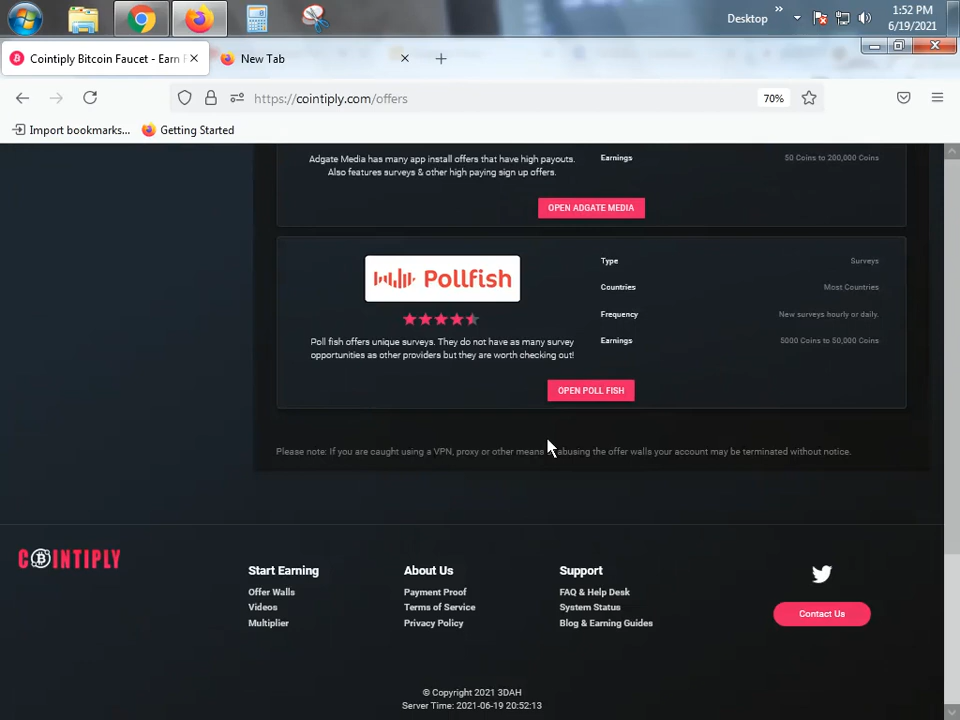 Desktop
»
1:52 PM
6/19/2021
Cointiply Bitcoin Faucet - Earn F
New Tab
https://cointiply.com/offers
70%
Import bookmarks...
Getting Started
Adgate Media has many app install offers that have high payouts.
Also features surveys & other high paying sign up offers.
Earnings
50 Coins to 200,000 Coins
OPEN ADGATE MEDIA
Pollfish
Type
Surveys
Countries
Most Countries
Frequency
New surveys hourly or daily.
Earnings
5000 Coins to 50,000 Coins
Poll fish offers unique surveys. They do not have as many survey
opportunities as other providers but they are worth checking out!
OPEN POLL FISH
Please note: If you are caught using a VPN, proxy or other means abusing the offer walls your account may be terminated without notice.
COINTIPLY
Start Earning
Offer Walls
Videos
Multiplier
About Us
Payment Proof
Terms of Service
Privacy Policy
Support
FAQ & Help Desk
System Status
Blog & Earning Guides
Contact Us
© Copyright 2021 3DAH
Server Time: 2021-06-19 20:52:13